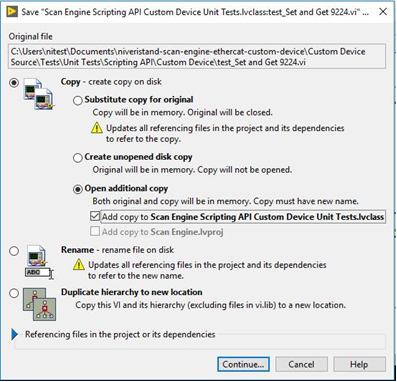 Save "Scan Engine Scripting API Custom Device Unit Tests.lvclass:test_Set and Get 9224.vi" ...
Original file
C:\Users\nitest\Documents\niveristand-scan-engine-ethercat-custom-device\Custom Device
Source\Tests\Unit Tests\Scripting API\Custom Device\test_Set and Get 9224.vi
Copy - create copy on disk
Substitute copy for original
Copy will be in memory. Original will be closed.
Updates all referencing files in the project and its dependencies
to refer to the copy.
Create unopened disk copy
Original will be in memory. Copy will not be opened.
Open additional copy
Both original and copy will be in memory. Copy must have new name.
Add copy to Scan Engine Scripting API Custom Device Unit Tests.lvclass
Add copy to Scan Engine.lvproj
Rename - rename file on disk
Updates all referencing files in the project and its dependencies
to refer to the new name.
ABC
Duplicate hierarchy to new location
Copy this VI and its hierarchy (excluding files in vi.lib) to a new location.
Referencing files in the project or its dependencies
Continue... Cancel Help